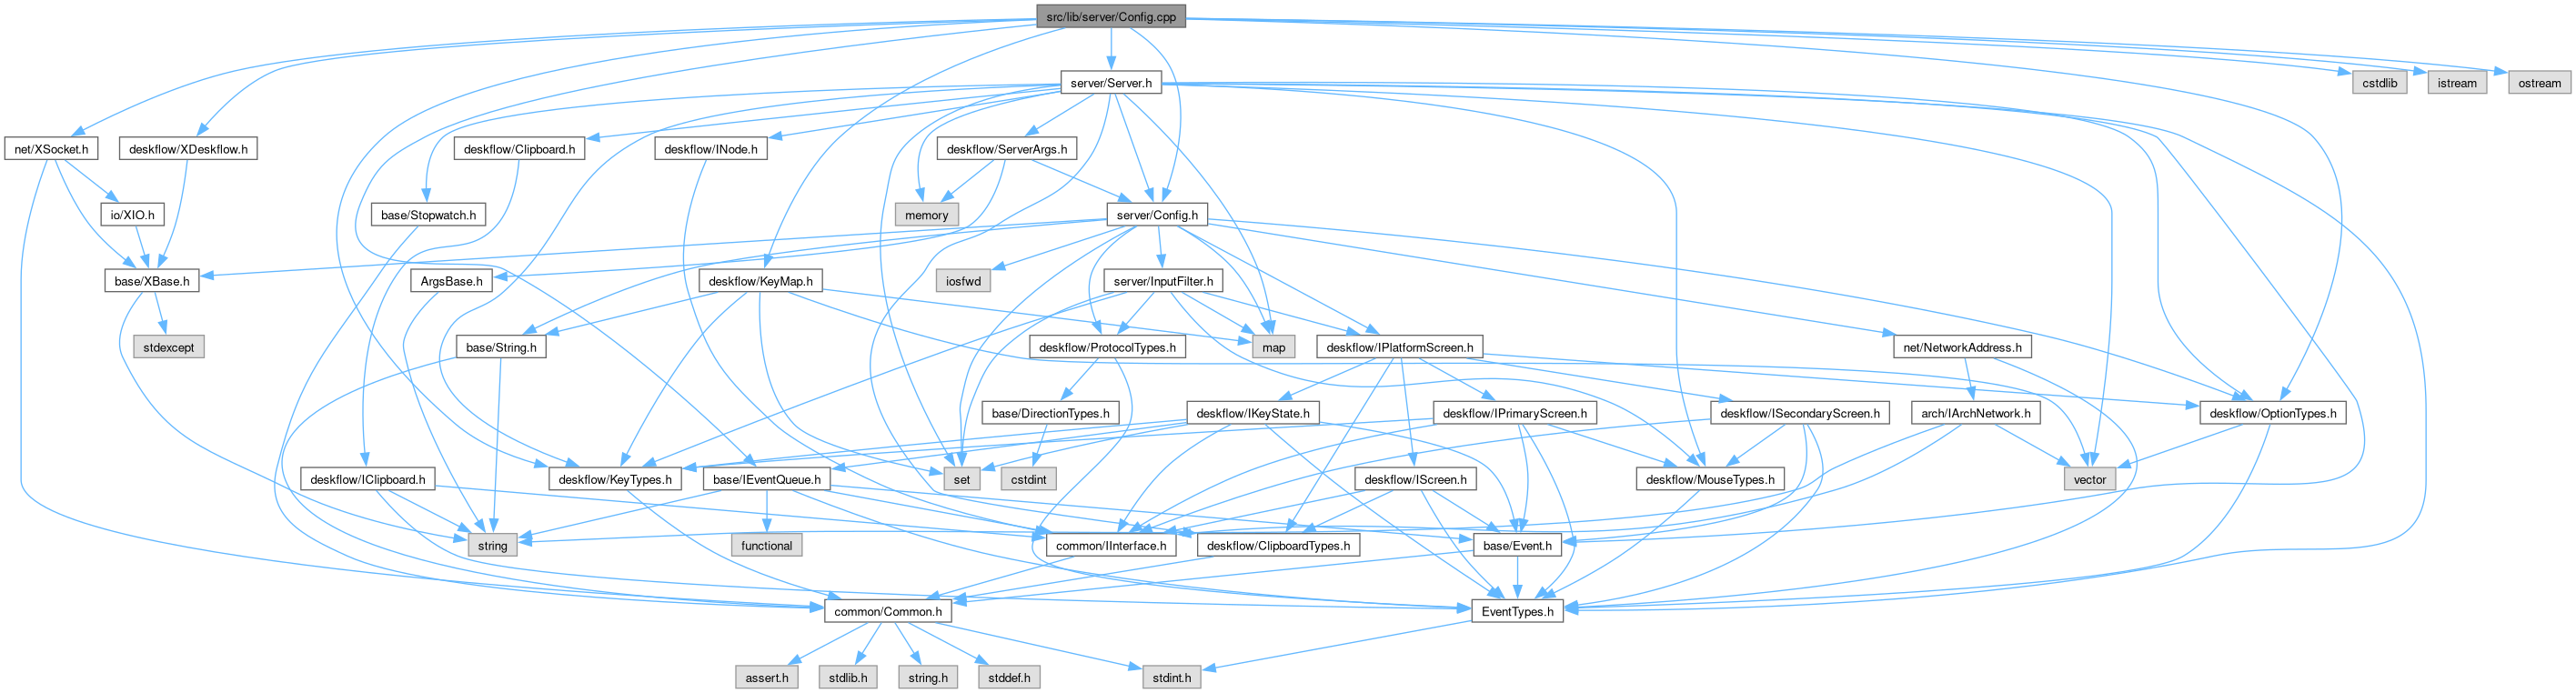 src/lib/server/Config.cpp
server/Server.h
cstdlib
istream
ostream
net/XSocket.h
deskflow/XDeskflow.h
deskflow/Clipboard.h
deskflow/INode.h
deskflow/ServerArgs.h
io/XIO.h
base/Stopwatch.h
memory
server/Config.h
base/XBase.h
ArgsBase.h
deskflow/KeyMap.h
iosfwd
server/InputFilter.h
stdexcept
base/String.h
deskflow/ProtocolTypes.h
map
deskflow/IPlatformScreen.h
net/NetworkAddress.h
base/DirectionTypes.h
deskflow/IKeyState.h
deskflow/IPrimaryScreen.h
deskflow/ISecondaryScreen.h
arch/IArchNetwork.h
deskflow/OptionTypes.h
deskflow/IClipboard.h
deskflow/KeyTypes.h
base/IEventQueue.h
set
cstdint
deskflow/IScreen.h
deskflow/MouseTypes.h
vector
string
functional
common/IInterface.h
deskflow/ClipboardTypes.h
base/Event.h
common/Common.h
EventTypes.h
assert.h
stdlib.h
string.h
stddef.h
stdint.h